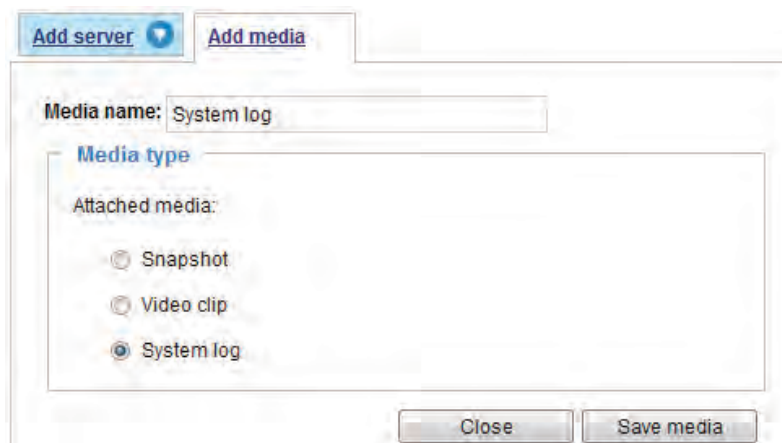 Add server Add media
Media name: System log
Media type
Attached media:
Snapshot
Video clip
System log
Close Save media